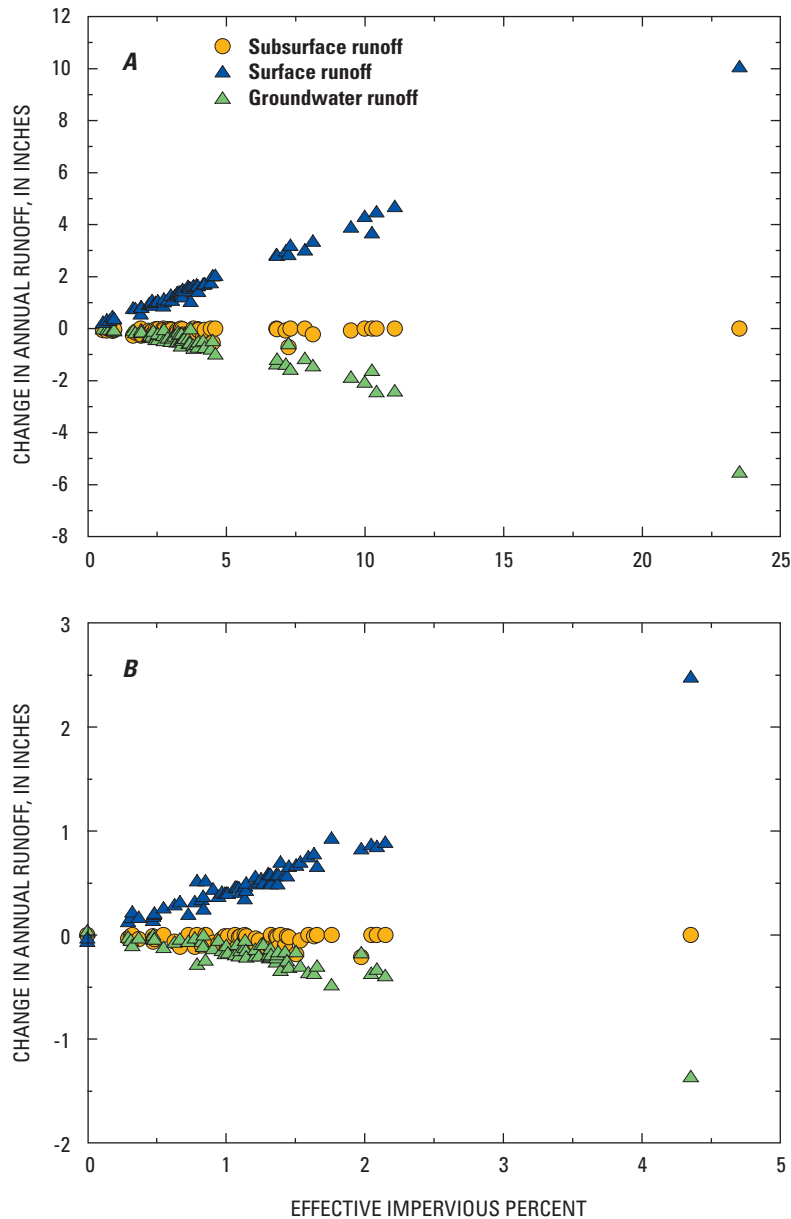 A
Subsurface runoff
Surface runoff
Groundwater runoff
CHANGE IN ANNUAL RUNOFF, IN INCHES
12
10
8
6
4
2
0
-2
-4
-6
-8
0 5 10 15 20 25
B
CHANGE IN ANNUAL RUNOFF, IN INCHES
3
2
1
0
-1
-2
0 1 2 3 4 5
EFFECTIVE IMPERVIOUS PERCENT